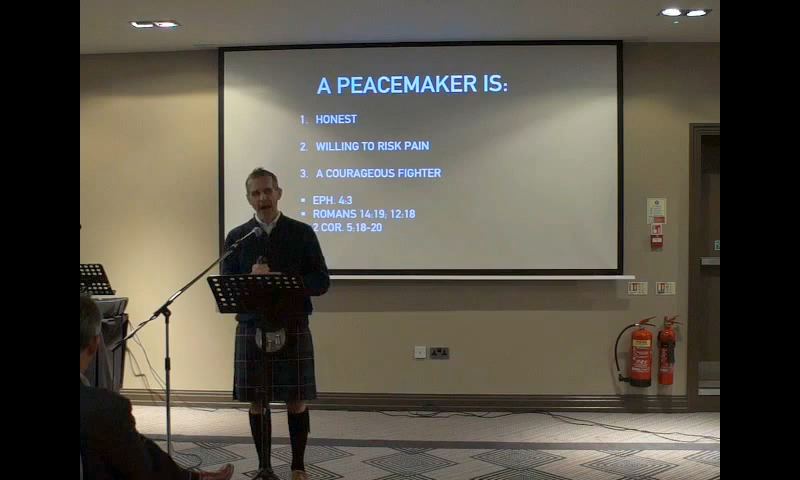 A PEACEMAKER IS:
1. HONEST
2. WILLING TO RISK PAIN
3. A COURAGEOUS FIGHTER
▪ EPH. 4:3
▪ ROMANS 14:19; 12:18
2 COR. 5:18-20